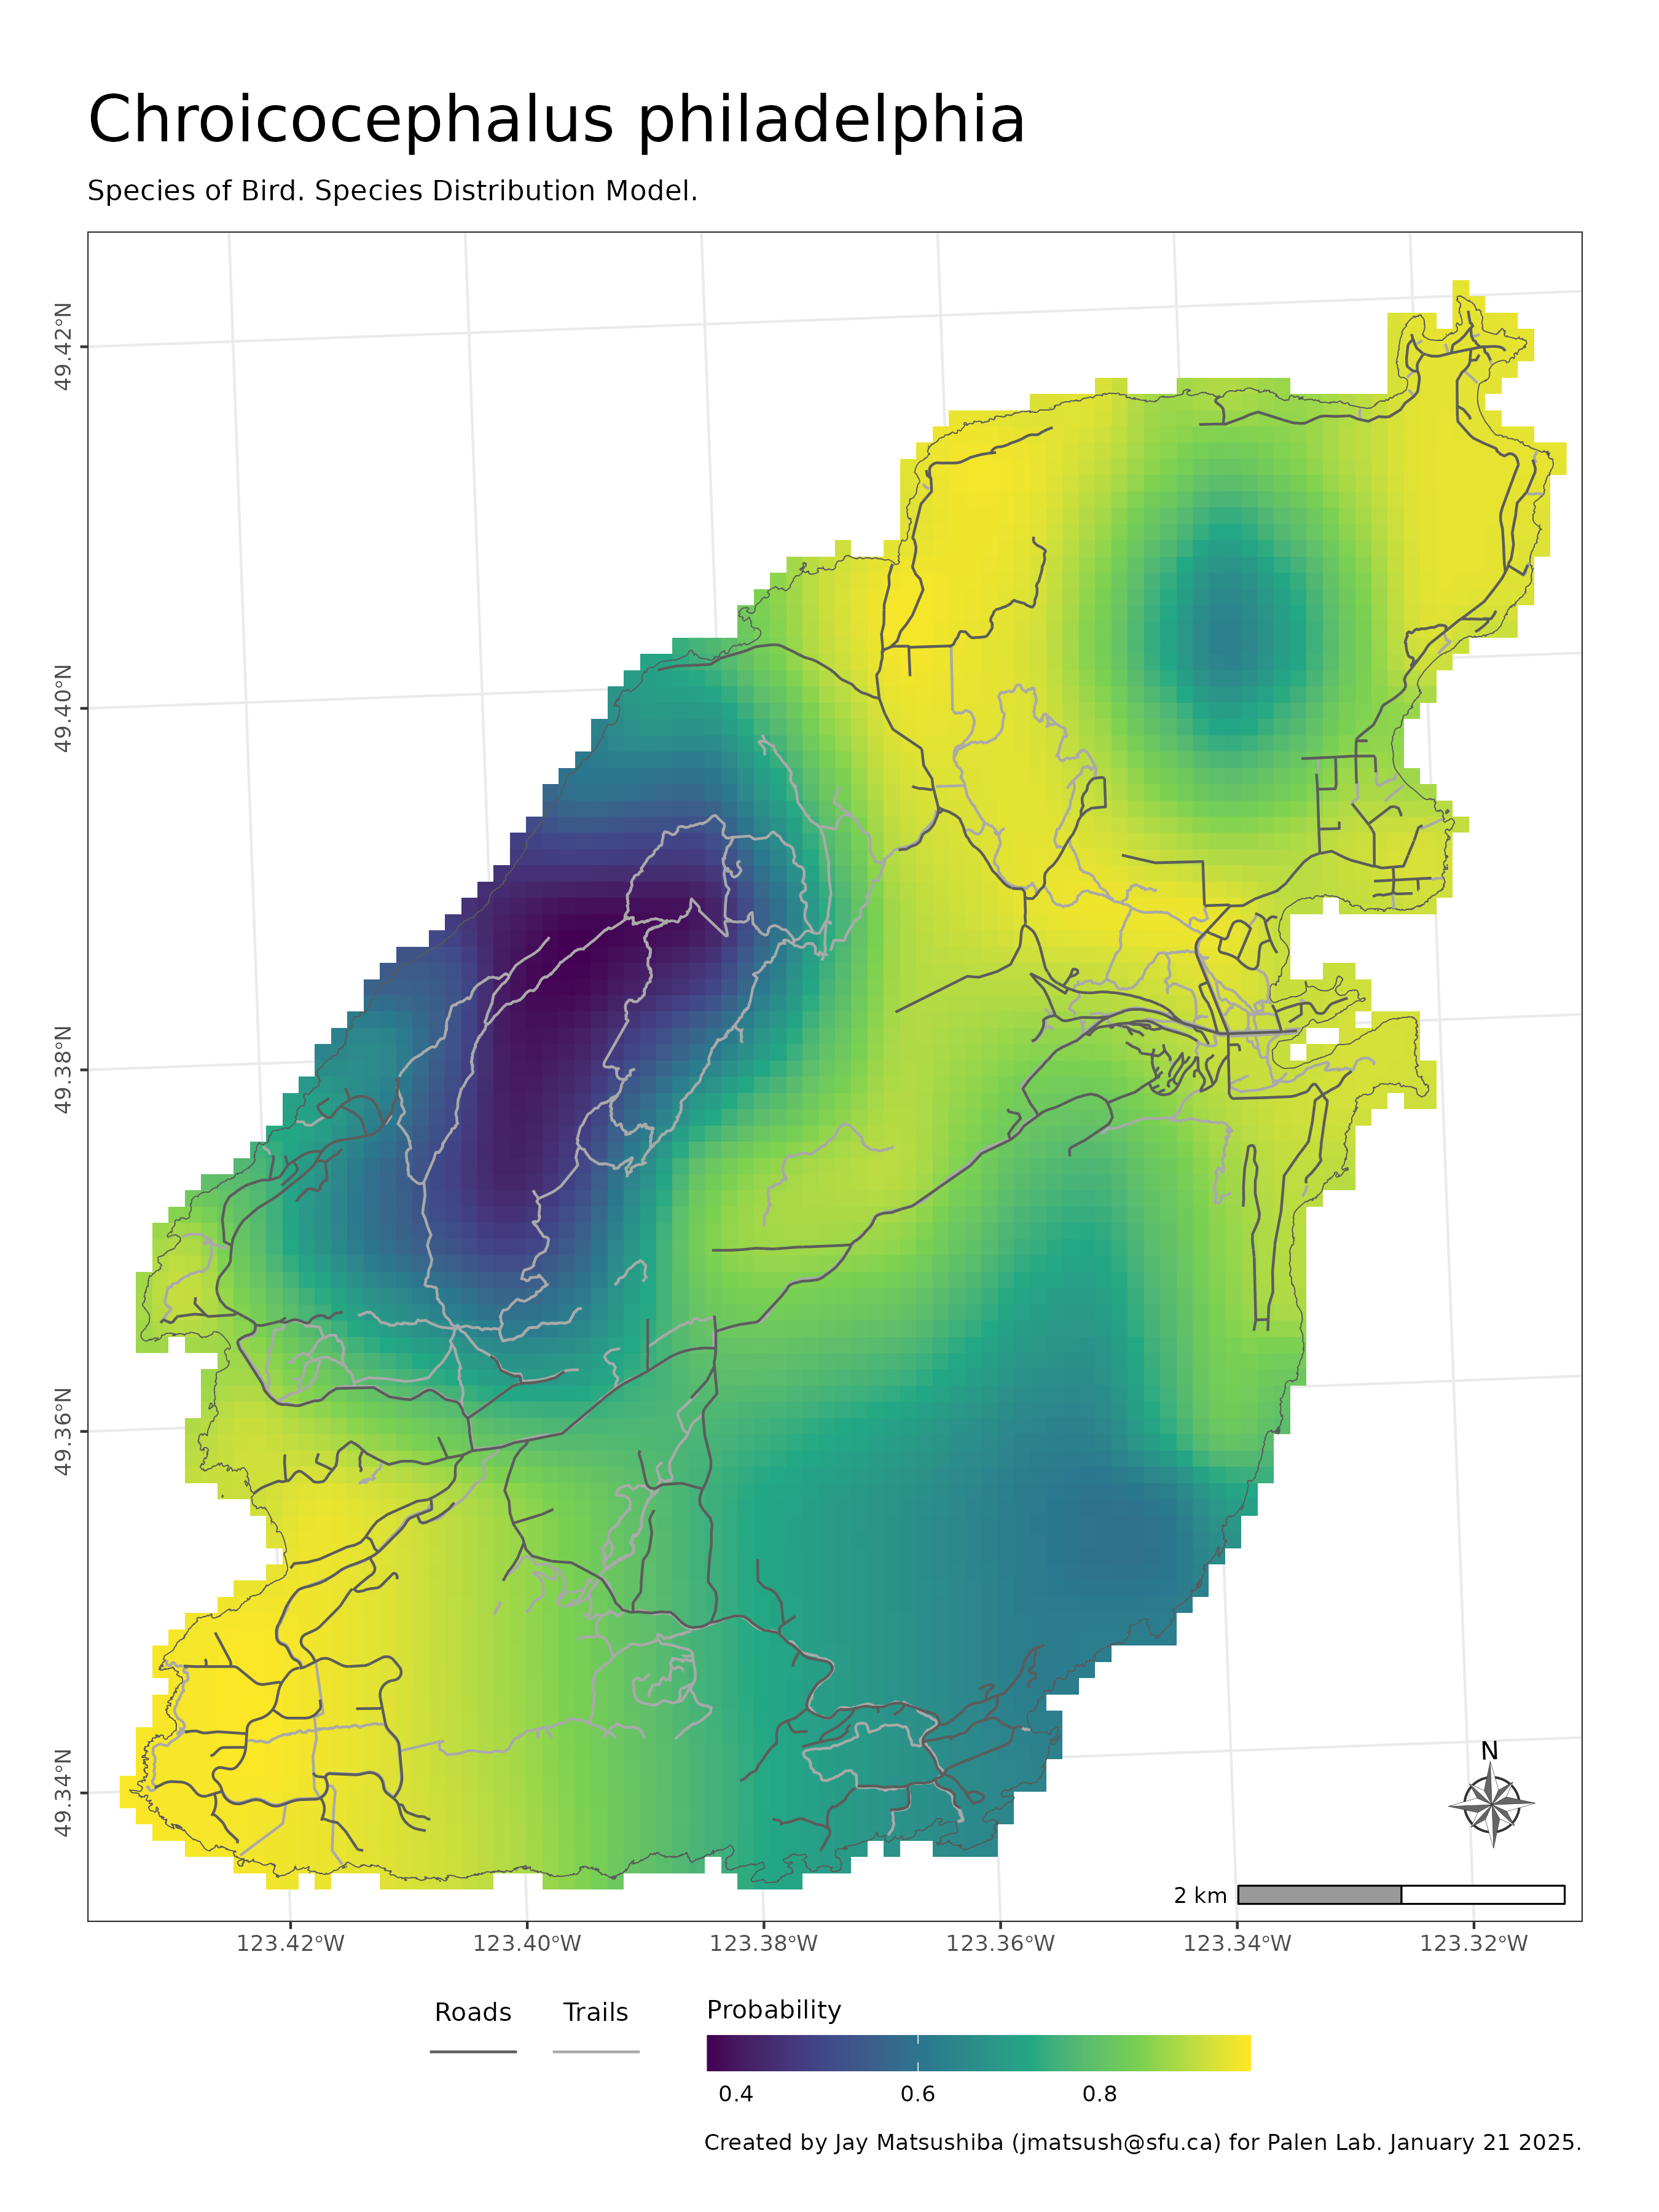 Chroicocephalus philadelphia
Species of Bird. Species Distribution Model.
49.42°N
49.40°N
49.38°N
49.36°N
49.34°N
N
2 km
123.42°W 123.40°W 123.38°W 123.36°W 123.34°W 123.32°W
Roads Trails Probability
0.4 0.6 0.8
Created by Jay Matsushiba (jmatsush@sfu.ca) for Palen Lab. January 21 2025.